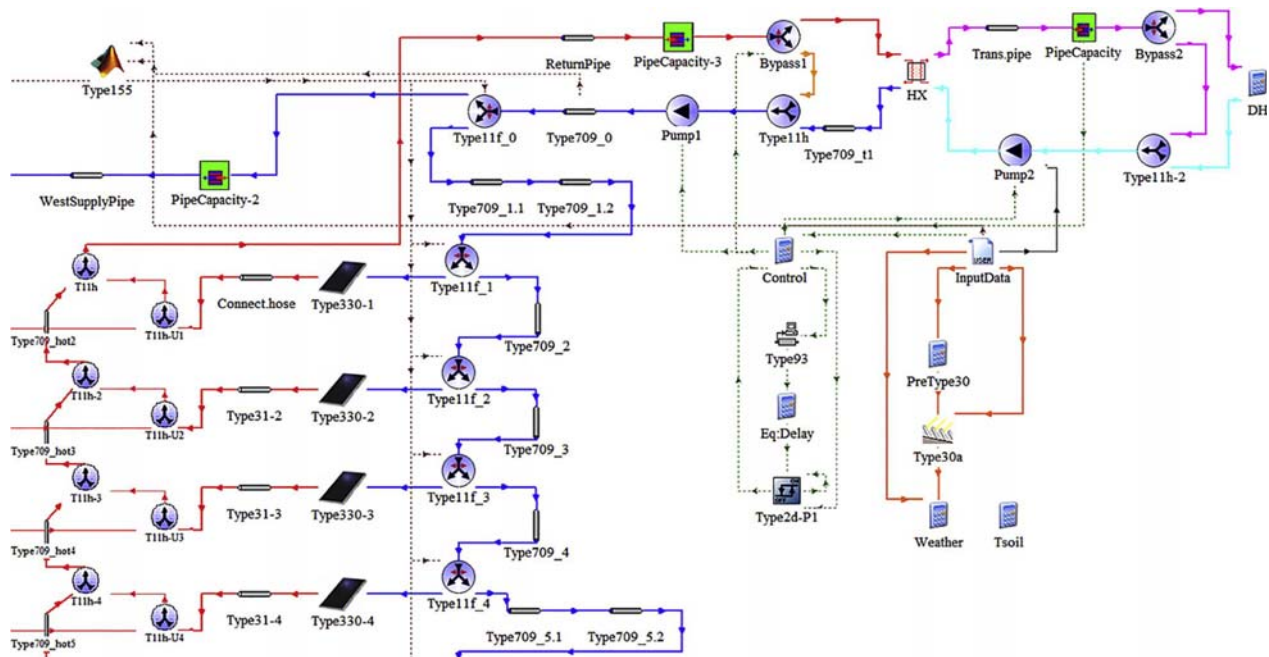 ReturnPipe
PipeCapacity-3
Bypass1
HX
Trans.pipe
PipeCapacity
Bypass2
DH
Type155
Type11f_0
Type709_0
Pump1
Type11h
Type709_t1
Pump2
Type11h-2
WestSupplyPipe
PipeCapacity-2
Type709_1.1
Type709_1.2
USER
T11h
T11h-U1
Connect.hose
Type330-1
Type11f_1
Control
InputData
Type709_hot2
Type709_2
Type93
T11h-2
T11h-U2
Type31-2
Type330-2
Type11f_2
PreType30
Type709_hot3
Type709_3
Eq:Delay
Type30a
T11h-3
T11h-U3
Type31-3
Type330-3
Type11f_3
ON
OFF
Type2d-P1
Weather
Tsoil
Type709_hot4
Type709_4
T11h-4
T11h-U4
Type31-4
Type330-4
Type11f_4
Type709_hot5
Type709_5.1
Type709_5.2